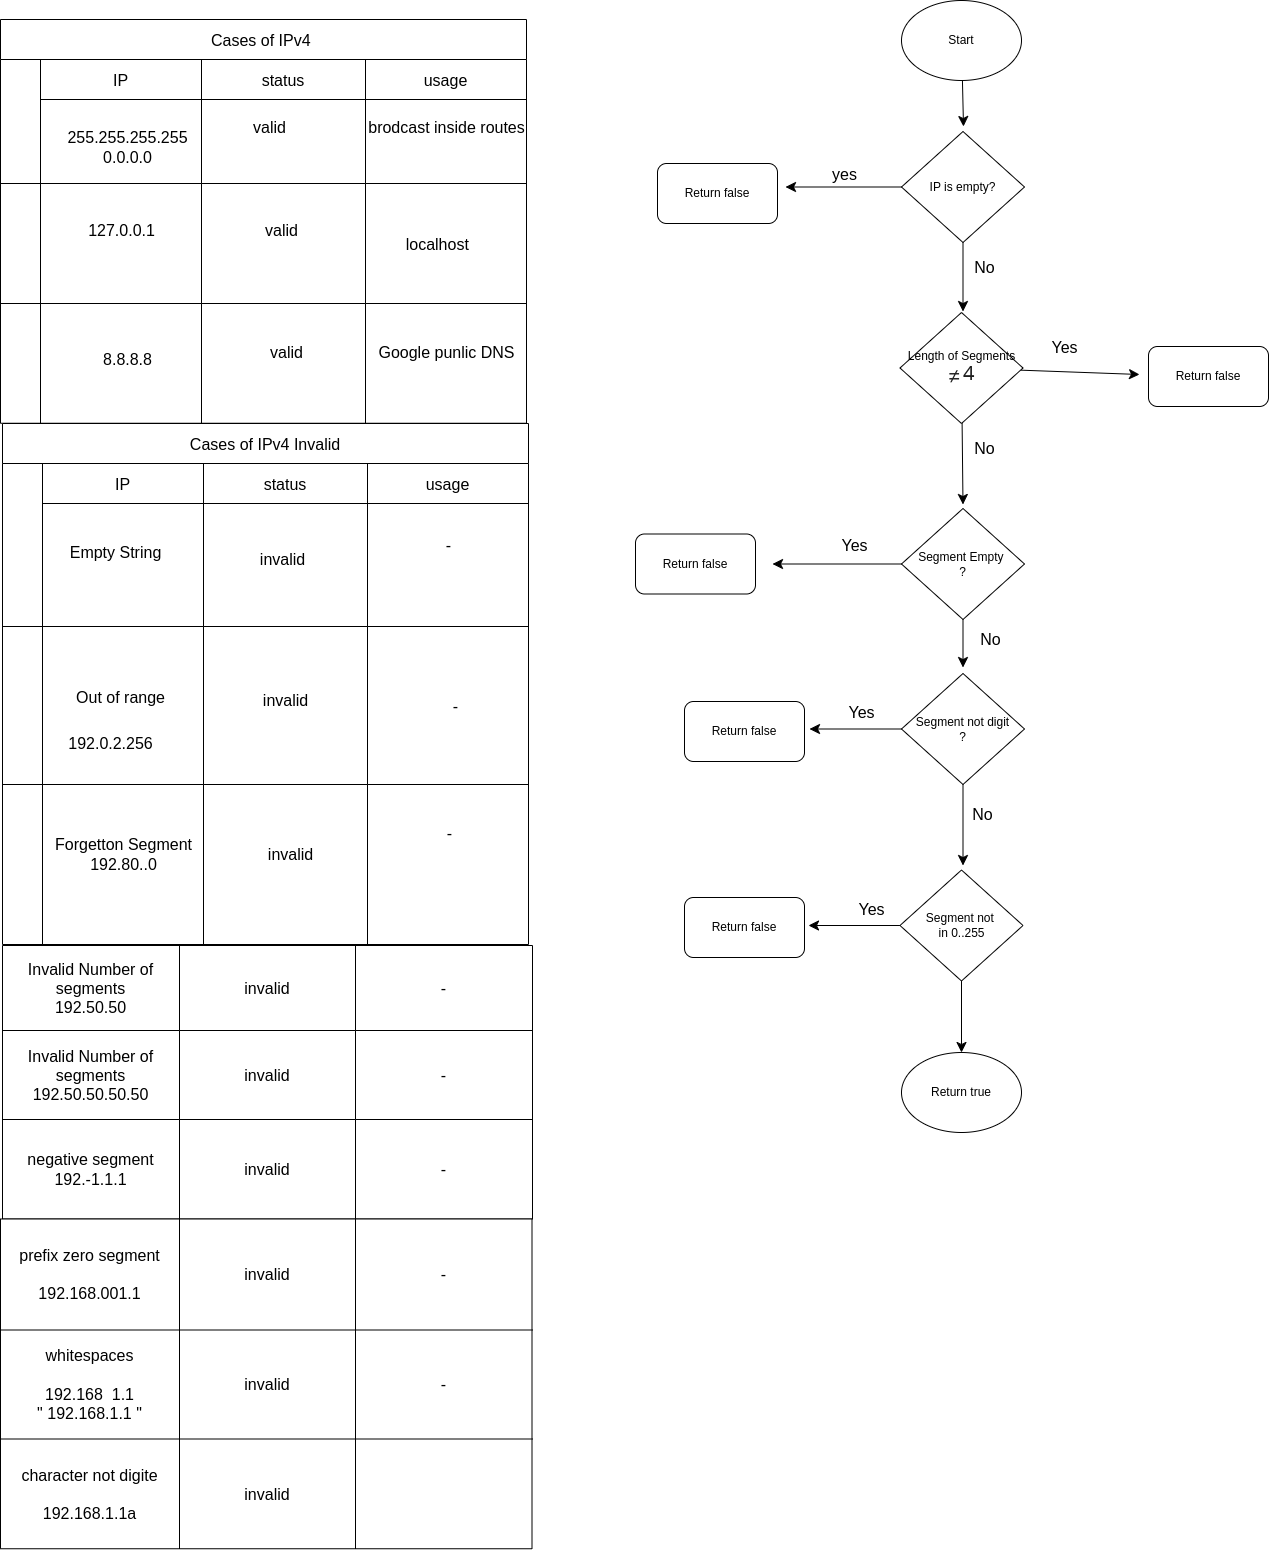 Cases of IPv4
IP
status
usage
255.255.255.255
0.0.0.0
valid
brodcast inside routes
127.0.0.1
valid
localhost
8.8.8.8
valid
Google punlic DNS
Cases of IPv4 Invalid
IP
status
usage
Empty String
invalid
-
Out of range
192.0.2.256
invalid
-
Forgetton Segment
192.80..0
invalid
-
Invalid Number of
segments
192.50.50
invalid
-
Invalid Number of
segments
192.50.50.50.50
invalid
-
negative segment
192.-1.1.1
invalid
-
prefix zero segment
192.168.001.1
invalid
-
whitespaces
192.168  1.1
" 192.168.1.1 "
invalid
-
character not digite
192.168.1.1a
invalid
Start
IP is empty?
yes
Return false
No
Length of Segments
≠ 4
Yes
Return false
No
Segment Empty
?
Yes
Return false
No
Segment not digit
?
Yes
Return false
No
Segment not
in 0..255
Yes
Return false
Return true